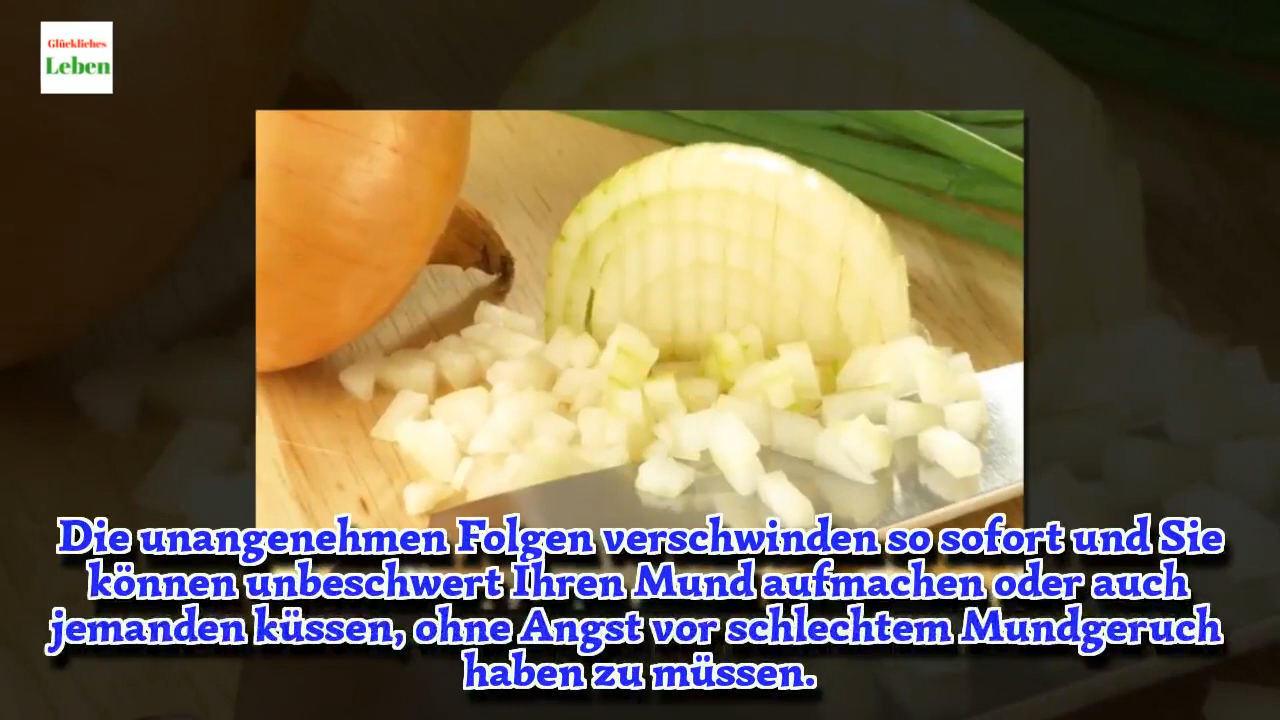 Glückliches
Leben
Die unangenehmen Folgen verschwinden so sofort und Sie
können unbeschwert Ihren Mund aufmachen oder auch
jemanden küssen, ohne Angst vor schlechtem Mundgeruch
haben zu müssen.